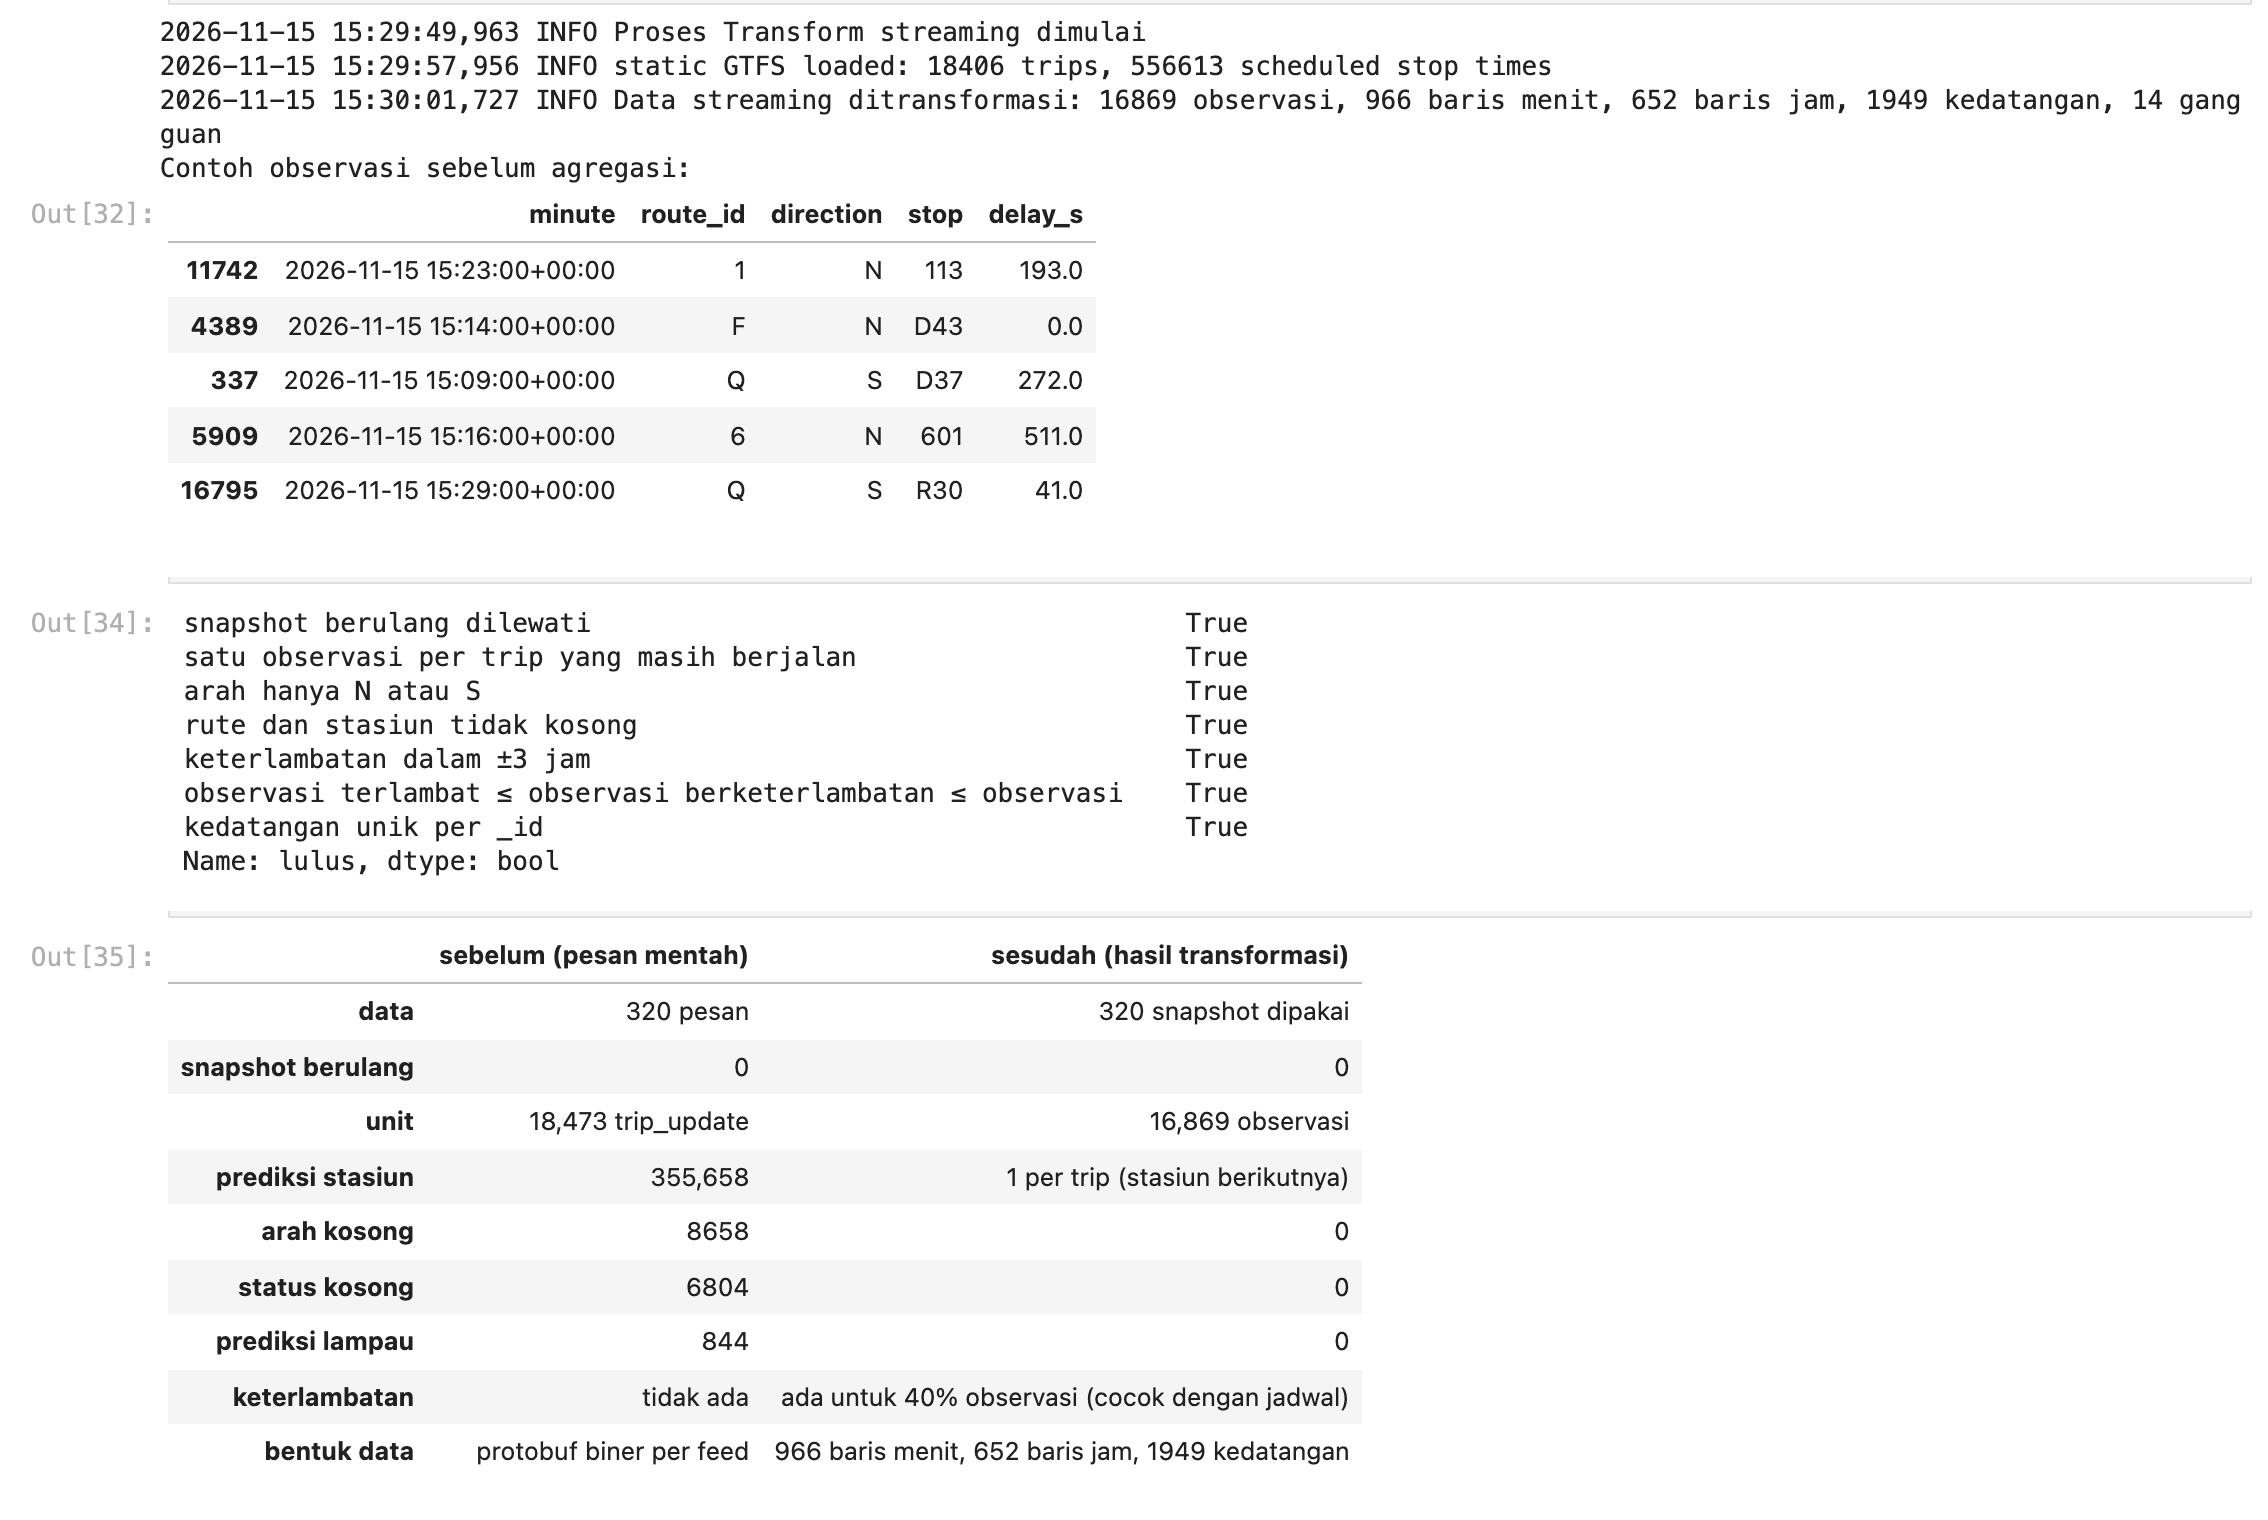 2026-11-15 15:29:49,963 INFO Proses Transform streaming dimulai
2026-11-15 15:29:57,956 INFO static GTFS loaded: 18406 trips, 556613 scheduled stop times
2026-11-15 15:30:01,727 INFO Data streaming ditransformasi: 16869 observasi, 966 baris menit, 652 baris jam, 1949 kedatangan, 14 gang
guan
Contoh observasi sebelum agregasi:
Out[32]:
minute route_id direction stop delay_s
11742 2026-11-15 15:23:00+00:00 1 N 113 193.0
4389 2026-11-15 15:14:00+00:00 F N D43 0.0
337 2026-11-15 15:09:00+00:00 Q S D37 272.0
5909 2026-11-15 15:16:00+00:00 6 N 601 511.0
16795 2026-11-15 15:29:00+00:00 Q S R30 41.0
Out[34]: snapshot berulang dilewati True
satu observasi per trip yang masih berjalan True
arah hanya N atau S True
rute dan stasiun tidak kosong True
keterlambatan dalam ±3 jam True
observasi terlambat ≤ observasi berketerlambatan ≤ observasi True
kedatangan unik per _id True
Name: lulus, dtype: bool
Out[35]:
sebelum (pesan mentah) sesudah (hasil transformasi)
data 320 pesan 320 snapshot dipakai
snapshot berulang 0 0
unit 18,473 trip_update 16,869 observasi
prediksi stasiun 355,658 1 per trip (stasiun berikutnya)
arah kosong 8658 0
status kosong 6804 0
prediksi lampau 844 0
keterlambatan tidak ada ada untuk 40% observasi (cocok dengan jadwal)
bentuk data protobuf biner per feed 966 baris menit, 652 baris jam, 1949 kedatangan